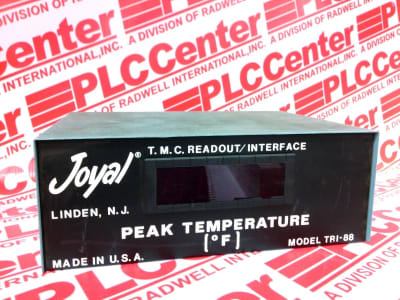 PLCCenter
A DIVISION OF RADWELL INTERNATIONAL, INC.
Joyal®
T.M.C. READOUT/INTERFACE
LINDEN, N.J.
PEAK TEMPERATURE
[°F]
MODEL TRI-88
MADE IN U.S.A.